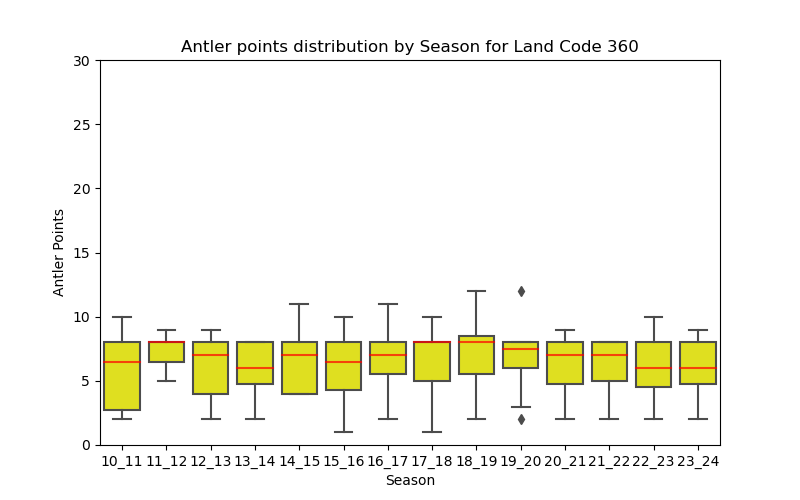 Antler points distribution by Season for Land Code 360
30
25
20
15
10
5
0
Antler Points
10_11 11_12 12_13 13_14 14_15 15_16 16_17 17_18 18_19 19_20 20_21 21_22 22_23 23_24
Season